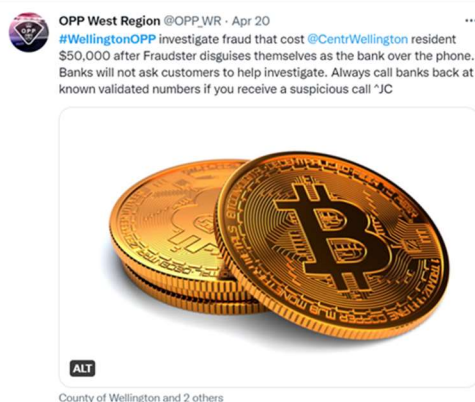 OPP West Region @OPP_WR · Apr 20
#WellingtonOPP investigate fraud that cost @CentrWellington resident
$50,000 after Fraudster disguises themselves as the bank over the phone.
Banks will not ask customers to help investigate. Always call banks back at
known validated numbers if you receive a suspicious call ^JC
ALT
County of Wellington and 2 others